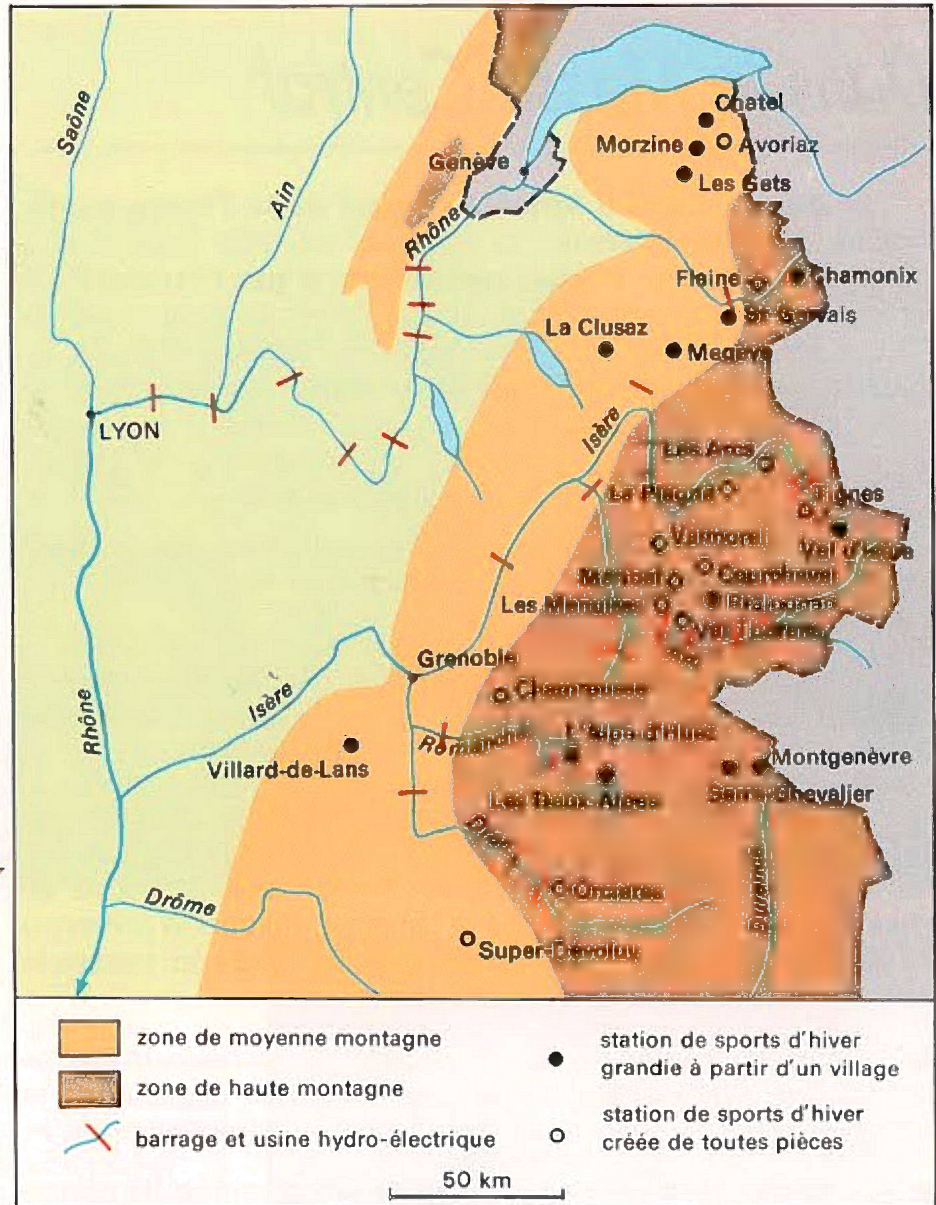 Saône
Ain
Chatel
Morzine
Avoriaz
Les Gets
Genève
Rhône
Flaine
Chamonix
St Gervais
La Clusaz
Megève
LYON
Isère
Les Arcs
La Plagne
Tignes
Val d'Isère
Valmorel
Méribel
Courchevel
Les Menuires
Pralognan
Val Thorens
Grenoble
Chamrousse
Isère
Rhône
Romanche
L'Alpe d'Huez
Villard-de-Lans
Montgenèvre
Les Deux-Alpes
Serre-Chevalier
Drac
Durance
Orcières
Drôme
Super-Dévoluy
zone de moyenne montagne
zone de haute montagne
barrage et usine hydro-électrique
station de sports d'hiver
grandie à partir d'un village
station de sports d'hiver
créée de toutes pièces
50 km